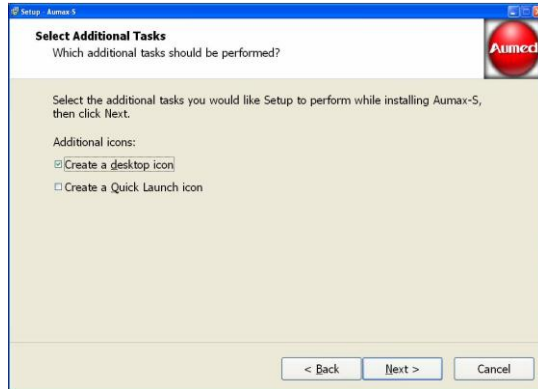 Setup - Aumax-S
Select Additional Tasks
Which additional tasks should be performed?
Aumed
Select the additional tasks you would like Setup to perform while installing Aumax-S,
then click Next.
Additional icons:
Create a desktop icon
Create a Quick Launch icon
< Back
Next >
Cancel